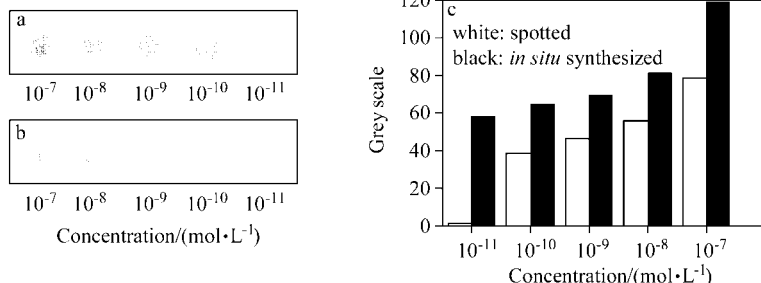 a
10⁻⁷ 10⁻⁸ 10⁻⁹ 10⁻¹⁰ 10⁻¹¹
b
10⁻⁷ 10⁻⁸ 10⁻⁹ 10⁻¹⁰ 10⁻¹¹
Concentration/(mol·L⁻¹)
c
white: spotted
black: in situ synthesized
Grey scale
120
80
60
40
20
0
10⁻¹¹ 10⁻¹⁰ 10⁻⁹ 10⁻⁸ 10⁻⁷
Concentration/(mol·L⁻¹)